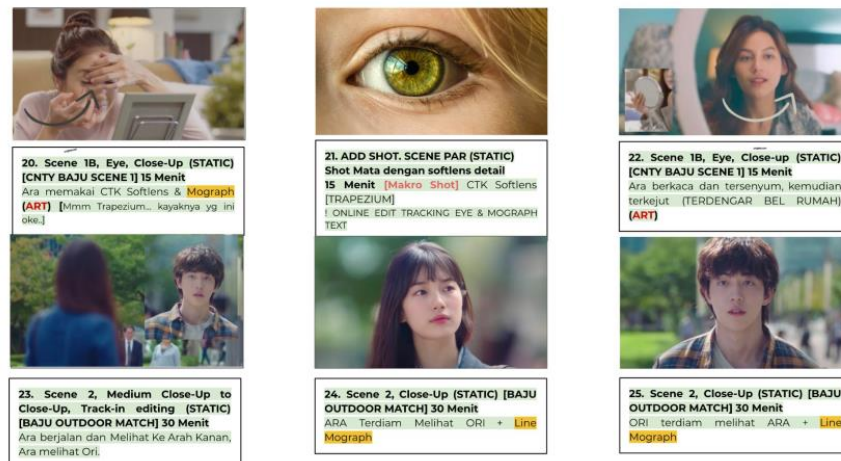 20. Scene 1B, Eye, Close-Up (STATIC)
[CNTY BAJU SCENE 1] 15 Menit
Ara memakai CTK Softlens & Mograph
(ART) [Mmm Trapezium... kayaknya yg ini
oke..]
21. ADD SHOT. SCENE PAR (STATIC)
Shot Mata dengan softlens detail
15 Menit [Makro Shot] CTK Softlens
[TRAPEZIUM]
! ONLINE EDIT TRACKING EYE & MOGRAPH
TEXT
22. Scene 1B, Eye, Close-up (STATIC)
[CNTY BAJU SCENE 1] 15 Menit
Ara berkaca dan tersenyum, kemudian
terkejut (TERDENGAR BEL RUMAH)
(ART)
23. Scene 2, Medium Close-Up to
Close-Up, Track-in editing (STATIC)
[BAJU OUTDOOR MATCH] 30 Menit
Ara berjalan dan Melihat Ke Arah Kanan,
Ara melihat Ori.
24. Scene 2, Close-Up (STATIC) [BAJU
OUTDOOR MATCH] 30 Menit
ARA Terdiam Melihat ORI + Line
Mograph
25. Scene 2, Close-Up (STATIC) [BAJU
OUTDOOR MATCH] 30 Menit
ORI terdiam melihat ARA + Line
Mograph